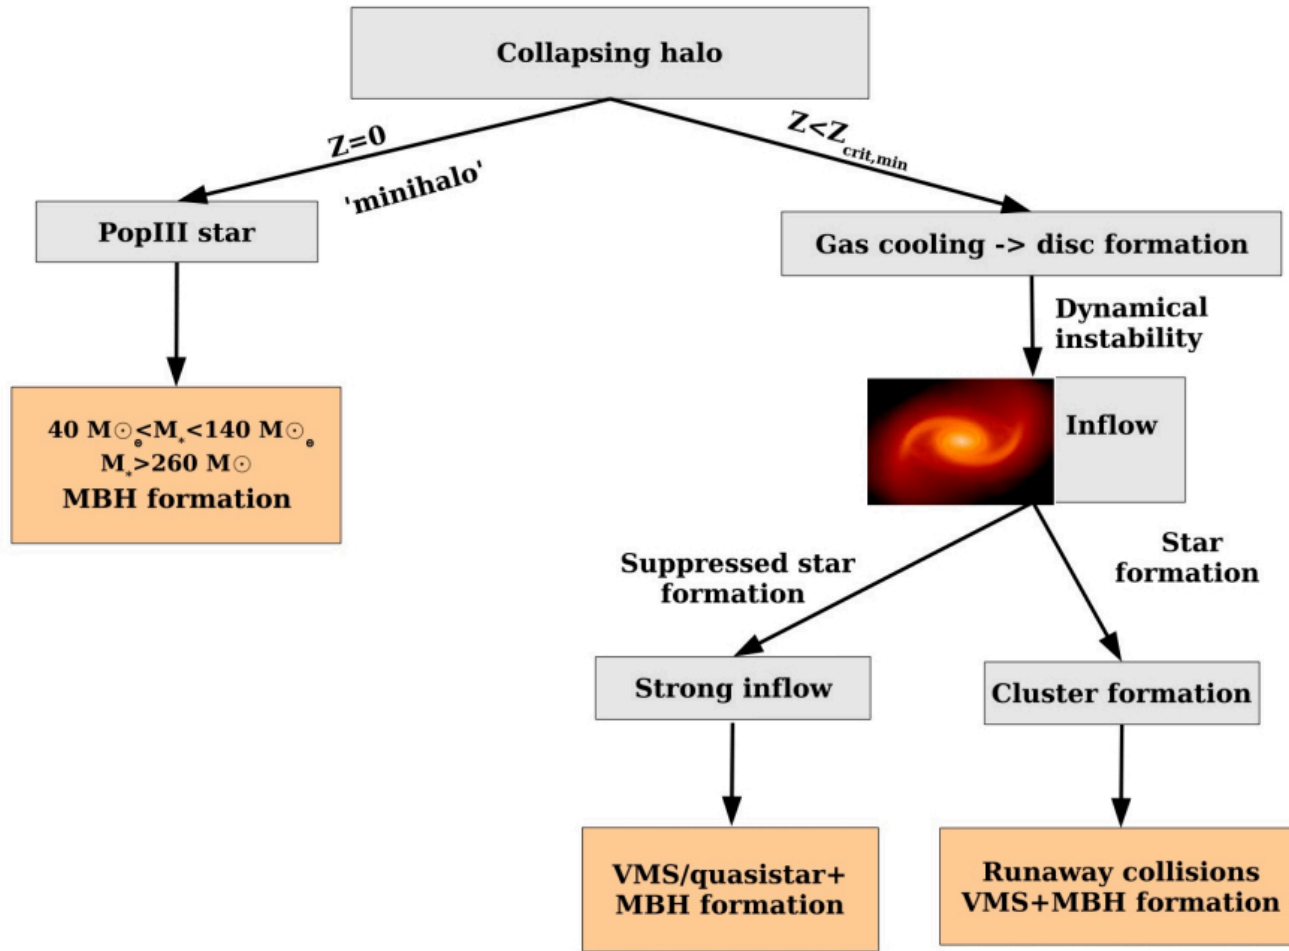 Collapsing halo
Z=0
Z<Z_crit,min
'minihalo'
PopIII star
Gas cooling -> disc formation
Dynamical
instability
40 M☉⊕<M*<140 M☉⊕
M*>260 M☉
MBH formation
Inflow
Suppressed star
formation
Star
formation
Strong inflow
Cluster formation
VMS/quasistar+
MBH formation
Runaway collisions
VMS+MBH formation